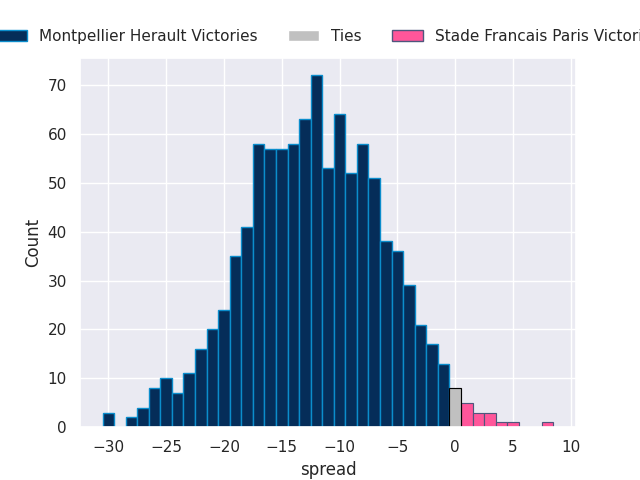 Montpellier Herault Victories Ties Stade Francais Paris Victori
70
60
50
40
30
20
10
0
Count
−30 −25 −20 −15 −10 −5 0 5 10
spread